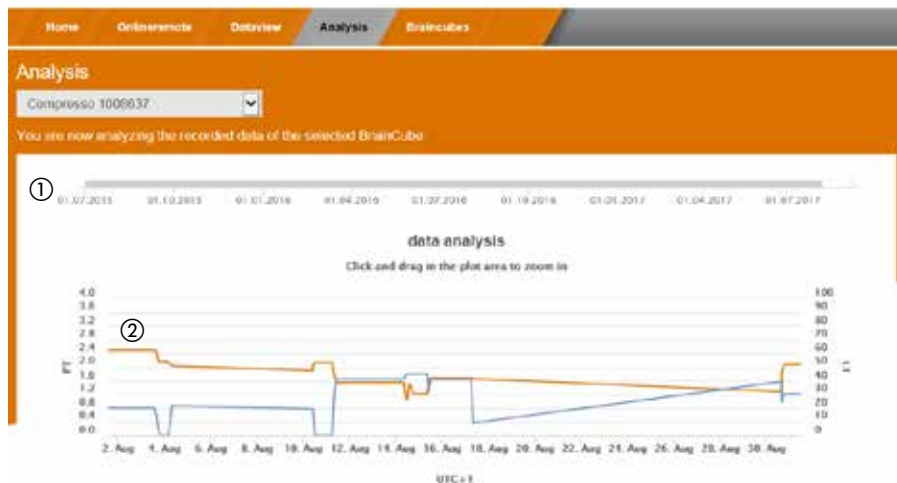 Home Onlineremote Dataview Analysis Braincubes
Analysis
Compresso 1008637
You are now analyzing the recorded data of the selected BrainCube
①
01.07.2015 01.10.2015 01.01.2016 01.04.2016 01.07.2016 01.10.2016 01.01.2017 01.04.2017 01.07.2017
data analysis
Click and drag in the plot area to zoom in
②
4.0 100
3.6 90
3.2 80
2.8 70
2.4 60
2.0 50
1.6 40
1.2 30
0.8 20
0.4 10
0.0 0
PT
LT
2. Aug 4. Aug 6. Aug 8. Aug 10. Aug 12. Aug 14. Aug 16. Aug 18. Aug 20. Aug 22. Aug 24. Aug 26. Aug 28. Aug 30. Aug
UTC+1